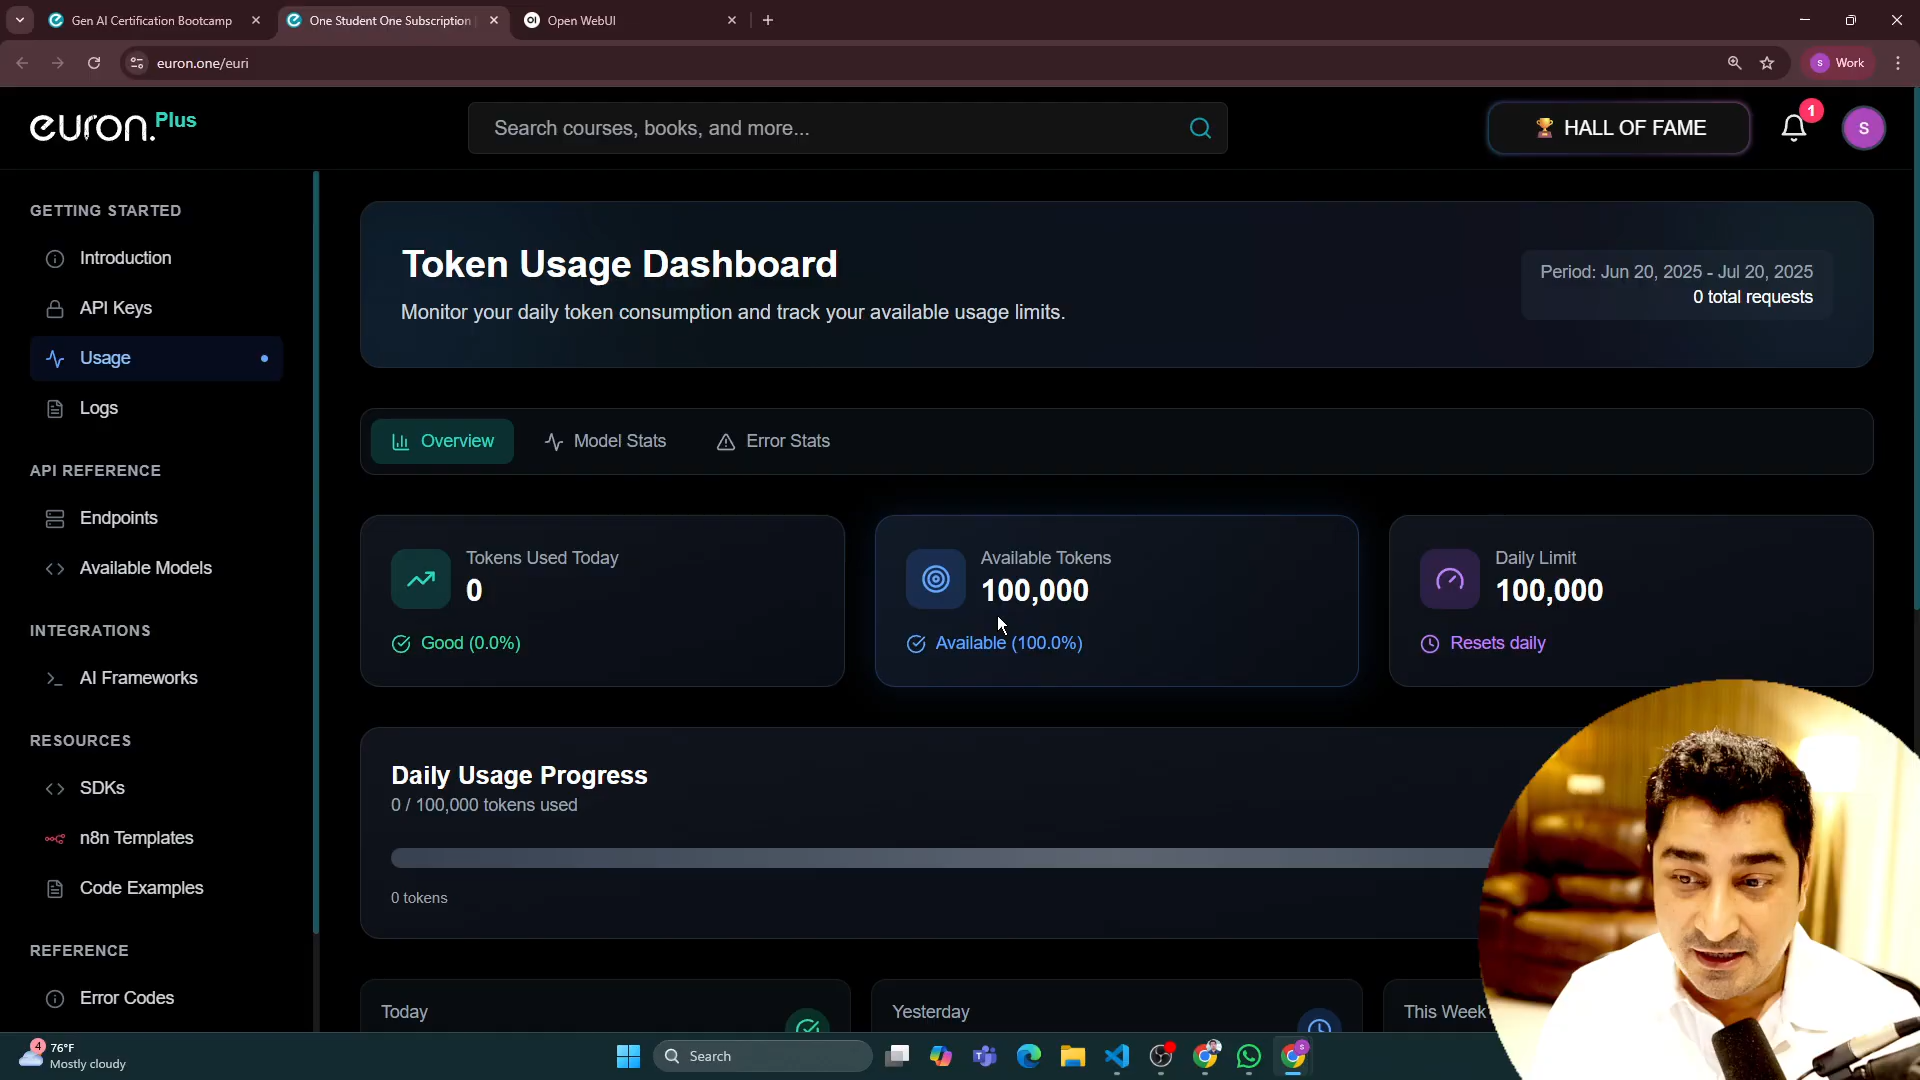 Gen AI Certification Bootcamp
One Student One Subscription
OI
Open WebUI
euron.one/euri
S
Work
euron.
Plus
Search courses, books, and more...
HALL OF FAME
1
S
GETTING STARTED
Introduction
API Keys
Usage
Logs
API REFERENCE
Endpoints
Available Models
INTEGRATIONS
AI Frameworks
RESOURCES
SDKs
n8n Templates
Code Examples
REFERENCE
Error Codes
Token Usage Dashboard
Monitor your daily token consumption and track your available usage limits.
Period: Jun 20, 2025 - Jul 20, 2025
0 total requests
Overview
Model Stats
Error Stats
Tokens Used Today
0
Good (0.0%)
Available Tokens
100,000
Available (100.0%)
Daily Limit
100,000
Resets daily
Daily Usage Progress
0 / 100,000 tokens used
0 tokens
Today
Yesterday
This Week
4
76°F
Mostly cloudy
Search
S